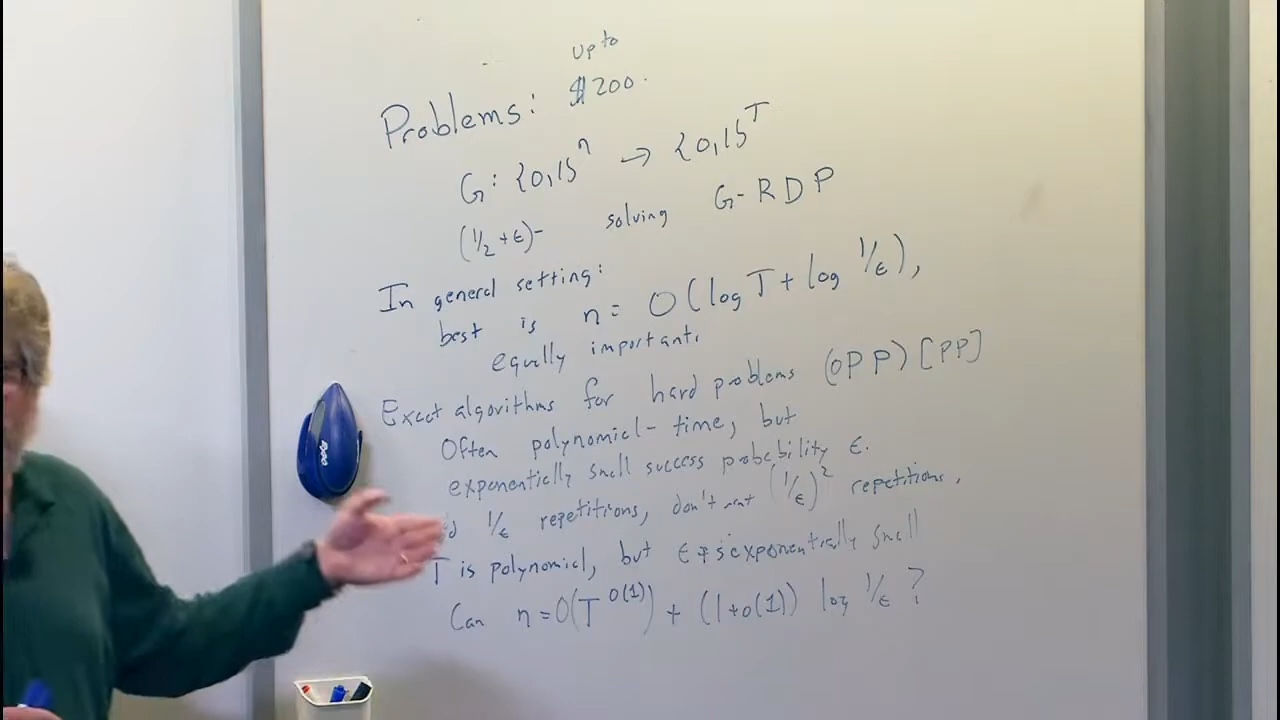 up to
Problems: $200.
G: {0,1}^n → {0,1}^T
(1/2 + ε)- solving G-RDP
In general setting:
best is n = O(log T + log 1/ε),
equally important.
Exact algorithms for hard problems (OPP) [PP]
Often polynomial-time, but
exponentially small success probability ε.
1/ε repetitions, don't want (1/ε)^2 repetitions.
T is polynomial, but ε is exponentially small
Can n = O(T^{O(1)}) + (1+o(1)) log 1/ε ?
expo